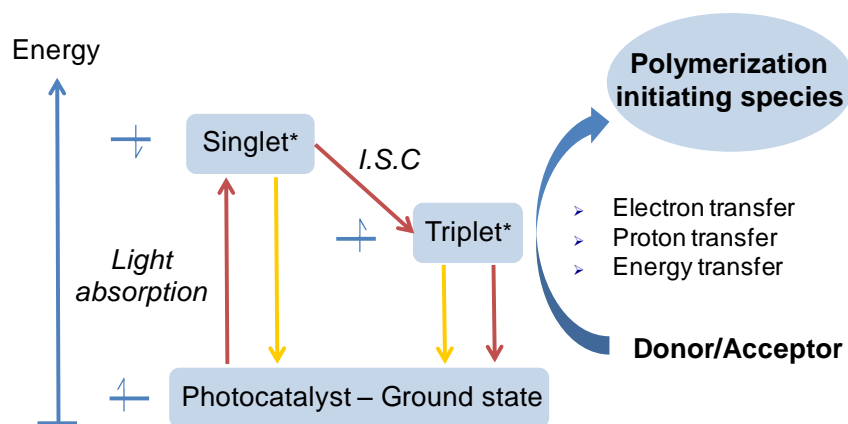 Energy
Polymerization
initiating species
Singlet*
I.S.C
Triplet*
Electron transfer
Proton transfer
Energy transfer
Light
absorption
Donor/Acceptor
Photocatalyst – Ground state